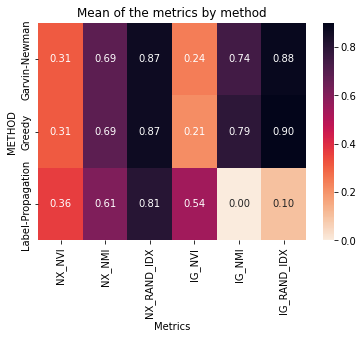 Mean of the metrics by method
METHOD
Garvin-Newman
0.31 0.69 0.87 0.24 0.74 0.88
Greedy
0.31 0.69 0.87 0.21 0.79 0.90
Label-Propagation
0.36 0.61 0.81 0.54 0.00 0.10
NX_NVI
NX_NMI
NX_RAND_IDX
IG_NVI
IG_NMI
IG_RAND_IDX
Metrics
0.8
0.6
0.4
0.2
0.0